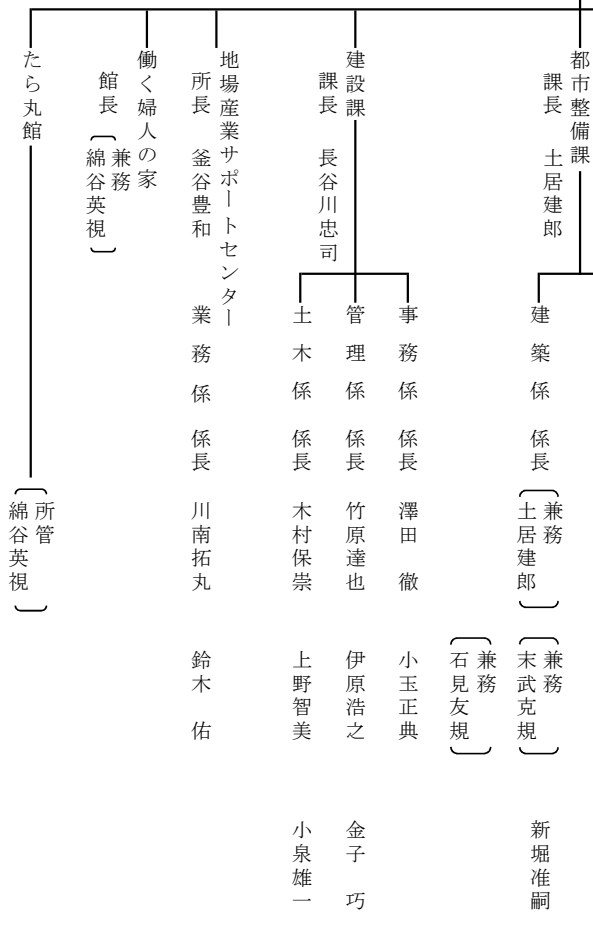 都市整備課
課長 土居建郎
建築係 係長 兼務 土居建郎 兼務 末武克規 新堀准嗣
兼務 石見友規
建設課
課長 長谷川忠司
事務係 係長 澤田 徹 小玉正典
管理係 係長 竹原達也 伊原浩之 金子 巧
土木係 係長 木村保崇 上野智美 小泉雄一
地場産業サポートセンター
所長 釜谷豊和 業務係 係長 川南拓丸 鈴木 佑
働く婦人の家
館長 兼務 綿谷英視
たら丸館 所管 綿谷英視